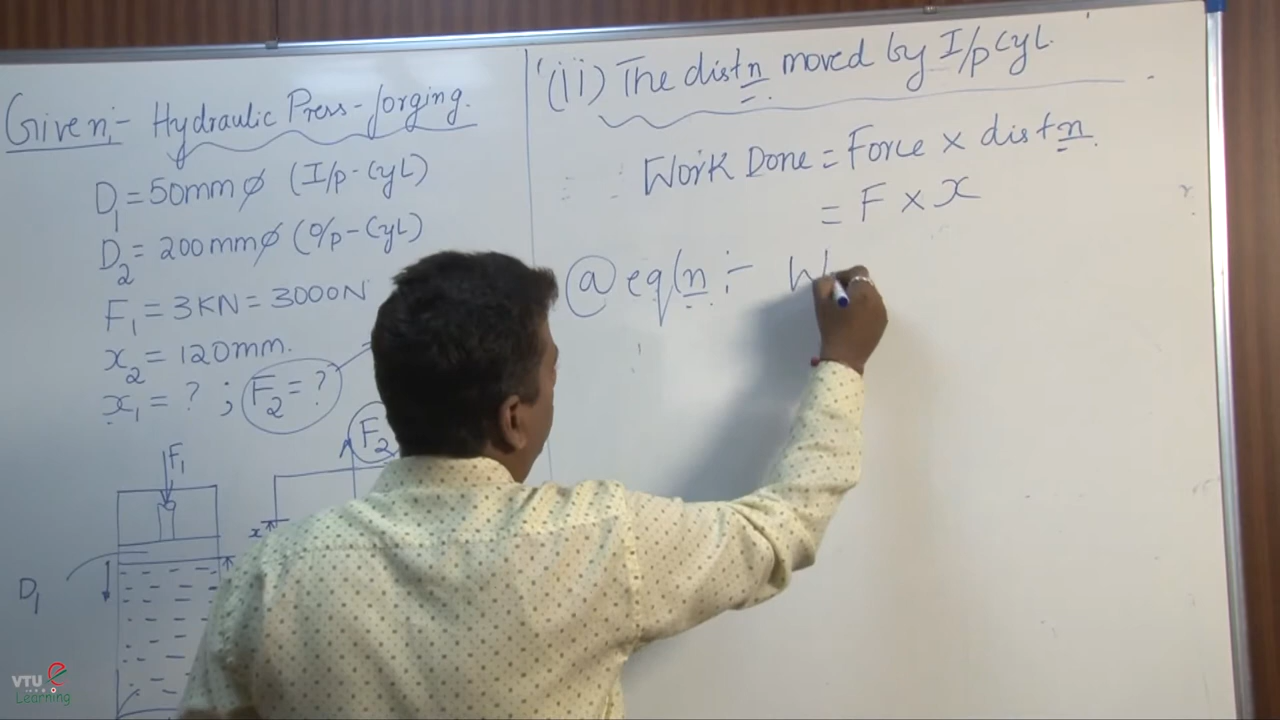 Given:- Hydraulic Press-forging.
D1 = 50mm ø (I/p-Cyl)
D2 = 200mm ø (O/p-Cyl)
F1 = 3KN = 3000N
x2 = 120mm.
x1 = ? ; F2 = ?
F1
F2
x
D1
(ii) The distn moved by I/p Cyl.
Work Done = Force × distn.
= F × x
@ eqn :- W
VTU e
Learning